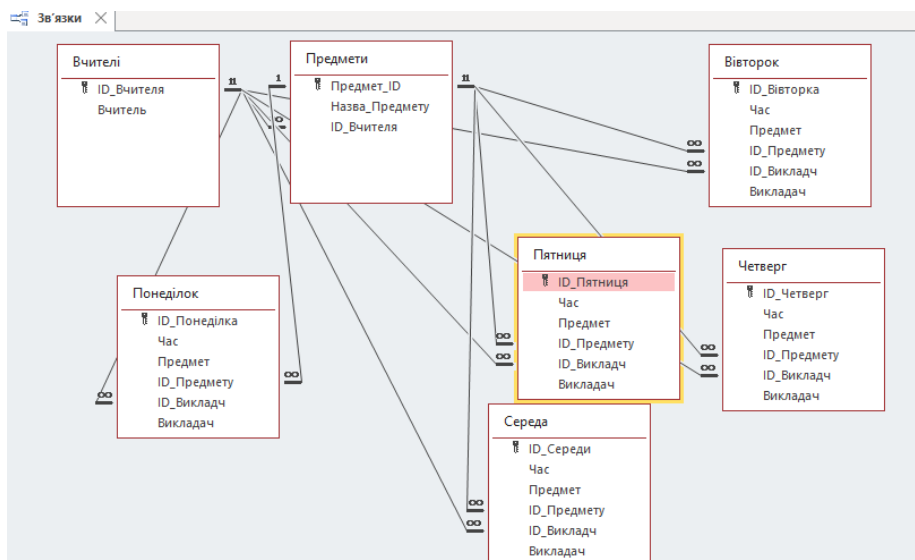 Зв'язки
Вчителі
ID_Вчителя
Вчитель
Предмети
Предмет_ID
Назва_Предмету
ID_Вчителя
Вівторок
ID_Вівторка
Час
Предмет
ID_Предмету
ID_Викладч
Викладач
Понеділок
ID_Понеділка
Час
Предмет
ID_Предмету
ID_Викладч
Викладач
Пятниця
ID_Пятниця
Час
Предмет
ID_Предмету
ID_Викладч
Викладач
Четверг
ID_Четверг
Час
Предмет
ID_Предмету
ID_Викладч
Викладач
Середа
ID_Середи
Час
Предмет
ID_Предмету
ID_Викладч
Викладач